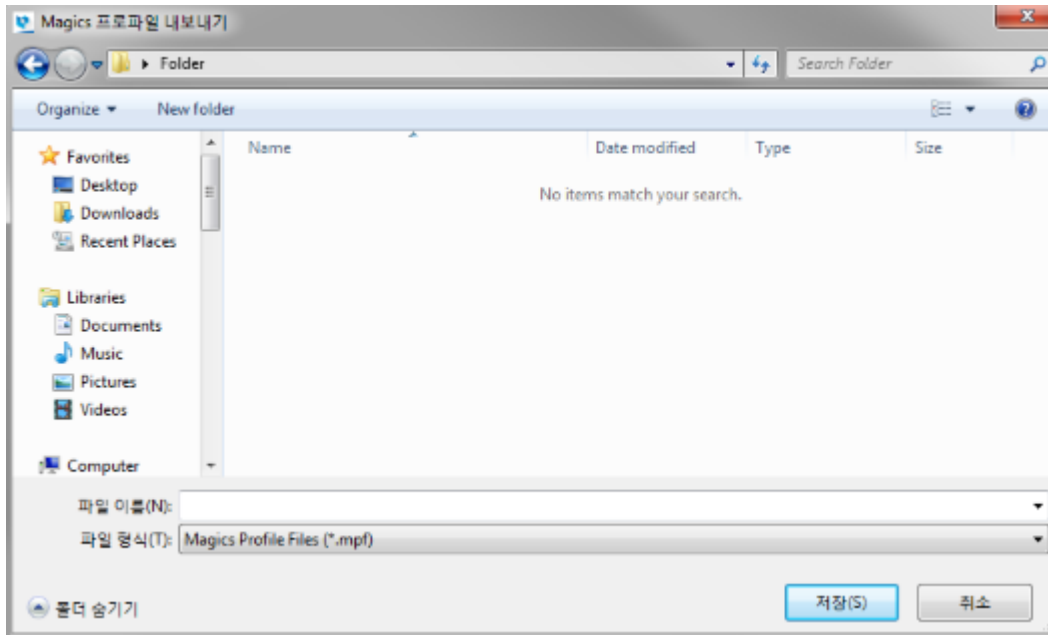 Magics 프로파일 내보내기
Folder
Search Folder
Organize
New folder
Name
Date modified
Type
Size
No items match your search.
Favorites
Desktop
Downloads
Recent Places
Libraries
Documents
Music
Pictures
Videos
Computer
파일 이름(N):
파일 형식(T): Magics Profile Files (*.mpf)
폴더 숨기기
저장(S)
취소